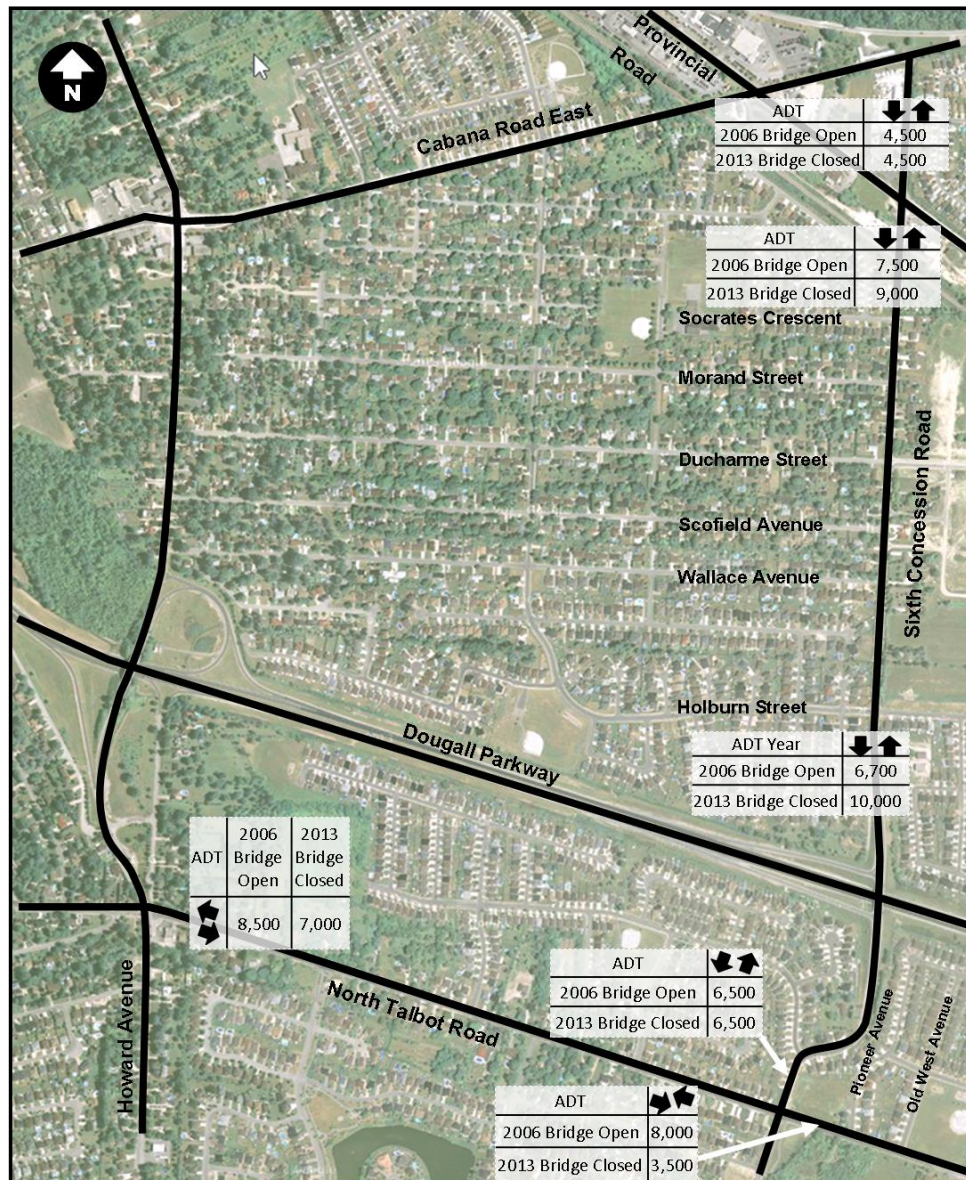 N
Provincial
Road
Cabana Road East
ADT
2006 Bridge Open 4,500
2013 Bridge Closed 4,500
ADT
2006 Bridge Open 7,500
2013 Bridge Closed 9,000
Socrates Crescent
Morand Street
Ducharme Street
Scofield Avenue
Wallace Avenue
Sixth Concession Road
Holburn Street
Dougall Parkway
ADT Year
2006 Bridge Open 6,700
2013 Bridge Closed 10,000
ADT
2006
Bridge
Open
2013
Bridge
Closed
8,500 7,000
Howard Avenue
North Talbot Road
ADT
2006 Bridge Open 6,500
2013 Bridge Closed 6,500
Pioneer Avenue
Old West Avenue
ADT
2006 Bridge Open 8,000
2013 Bridge Closed 3,500